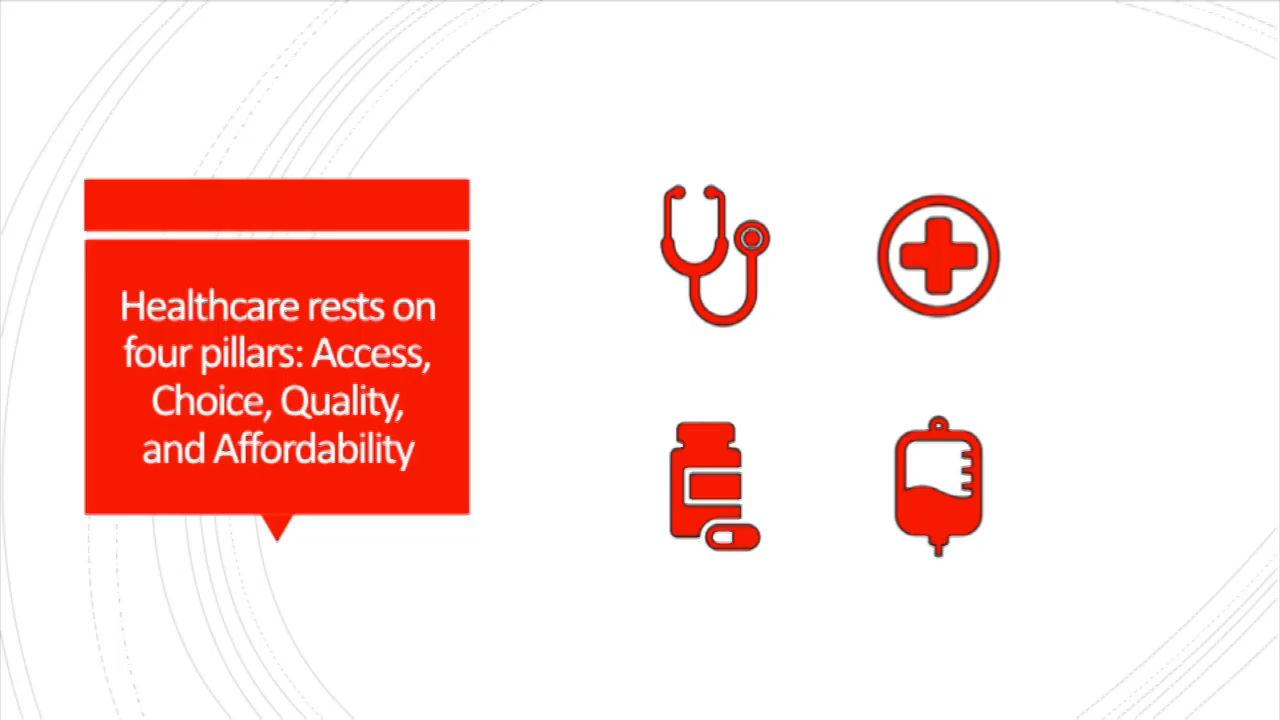 Healthcare rests on
four pillars: Access,
Choice, Quality,
and Affordability